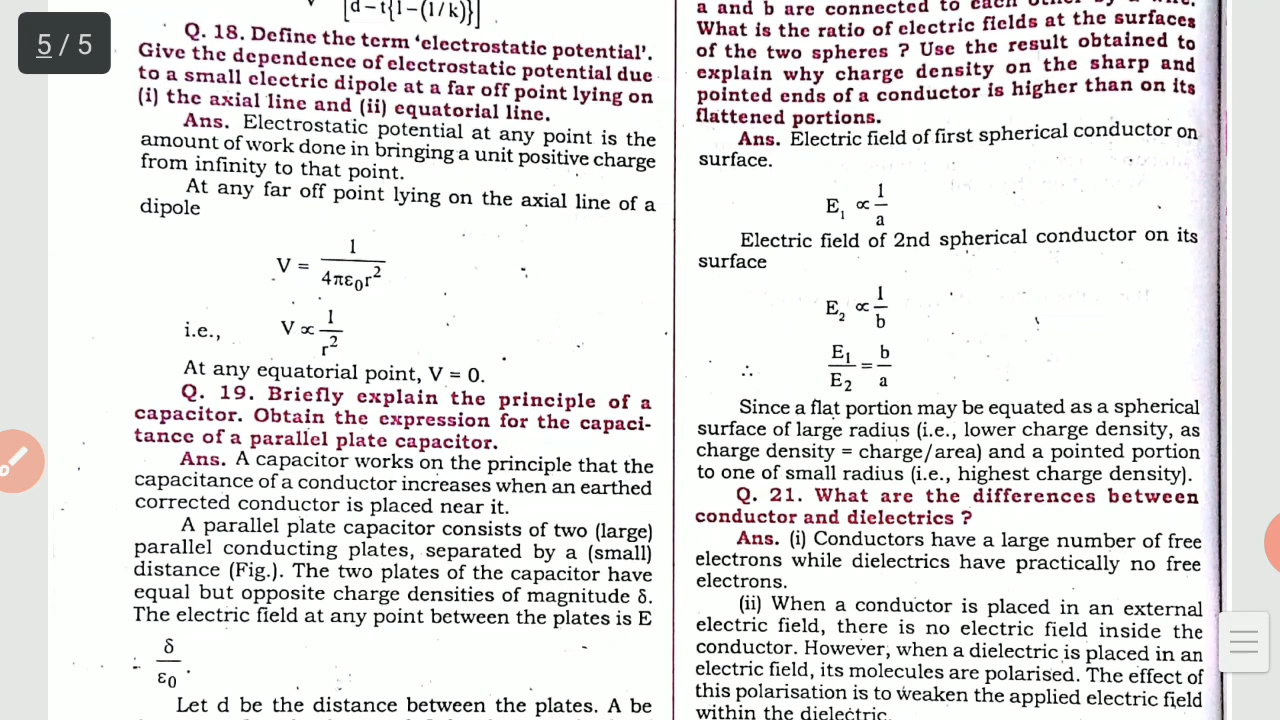 5 / 5
[d – t{1–(1/k)}]
Q. 18. Define the term 'electrostatic potential'.
Give the dependence of electrostatic potential due
to a small electric dipole at a far off point lying on
(i) the axial line and (ii) equatorial line.
Ans. Electrostatic potential at any point is the
amount of work done in bringing a unit positive charge
from infinity to that point.
At any far off point lying on the axial line of a
dipole
V = 1 / 4πε₀r²
i.e., V ∝ 1 / r²
At any equatorial point, V = 0.
Q. 19. Briefly explain the principle of a
capacitor. Obtain the expression for the capaci-
tance of a parallel plate capacitor.
Ans. A capacitor works on the principle that the
capacitance of a conductor increases when an earthed
corrected conductor is placed near it.
A parallel plate capacitor consists of two (large)
parallel conducting plates, separated by a (small)
distance (Fig.). The two plates of the capacitor have
equal but opposite charge densities of magnitude δ.
The electric field at any point between the plates is E
δ / ε₀ .
Let d be the distance between the plates. A be
a and b are connected to each other by a wire.
What is the ratio of electric fields at the surfaces
of the two spheres ? Use the result obtained to
explain why charge density on the sharp and
pointed ends of a conductor is higher than on its
flattened portions.
Ans. Electric field of first spherical conductor on
surface.
E₁ ∝ 1 / a
Electric field of 2nd spherical conductor on its
surface
E₂ ∝ 1 / b
∴ E₁ / E₂ = b / a
Since a flat portion may be equated as a spherical
surface of large radius (i.e., lower charge density, as
charge density = charge/area) and a pointed portion
to one of small radius (i.e., highest charge density).
Q. 21. What are the differences between
conductor and dielectrics ?
Ans. (i) Conductors have a large number of free
electrons while dielectrics have practically no free
electrons.
(ii) When a conductor is placed in an external
electric field, there is no electric field inside the
conductor. However, when a dielectric is placed in an
electric field, its molecules are polarised. The effect of
this polarisation is to weaken the applied electric field
within the dielectric.